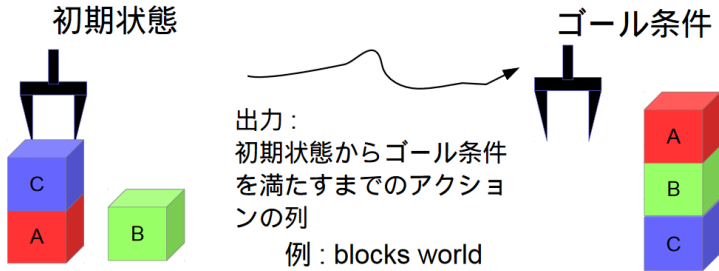 初期状態
ゴール条件
出力：
初期状態からゴール条件
を満たすまでのアクショ
ンの列
例：blocks world
C
A
B
A
B
C